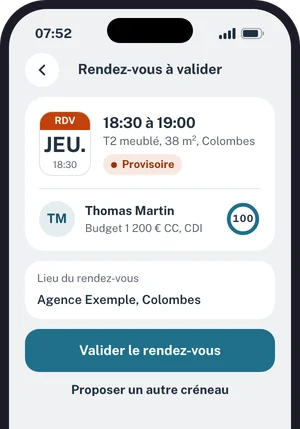 07:52
Rendez-vous à valider
RDV
JEU.
18:30
18:30 à 19:00
T2 meublé, 38 m², Colombes
Provisoire
TM
Thomas Martin
Budget 1 200 € CC, CDI
100
Lieu du rendez-vous
Agence Exemple, Colombes
Valider le rendez-vous
Proposer un autre créneau